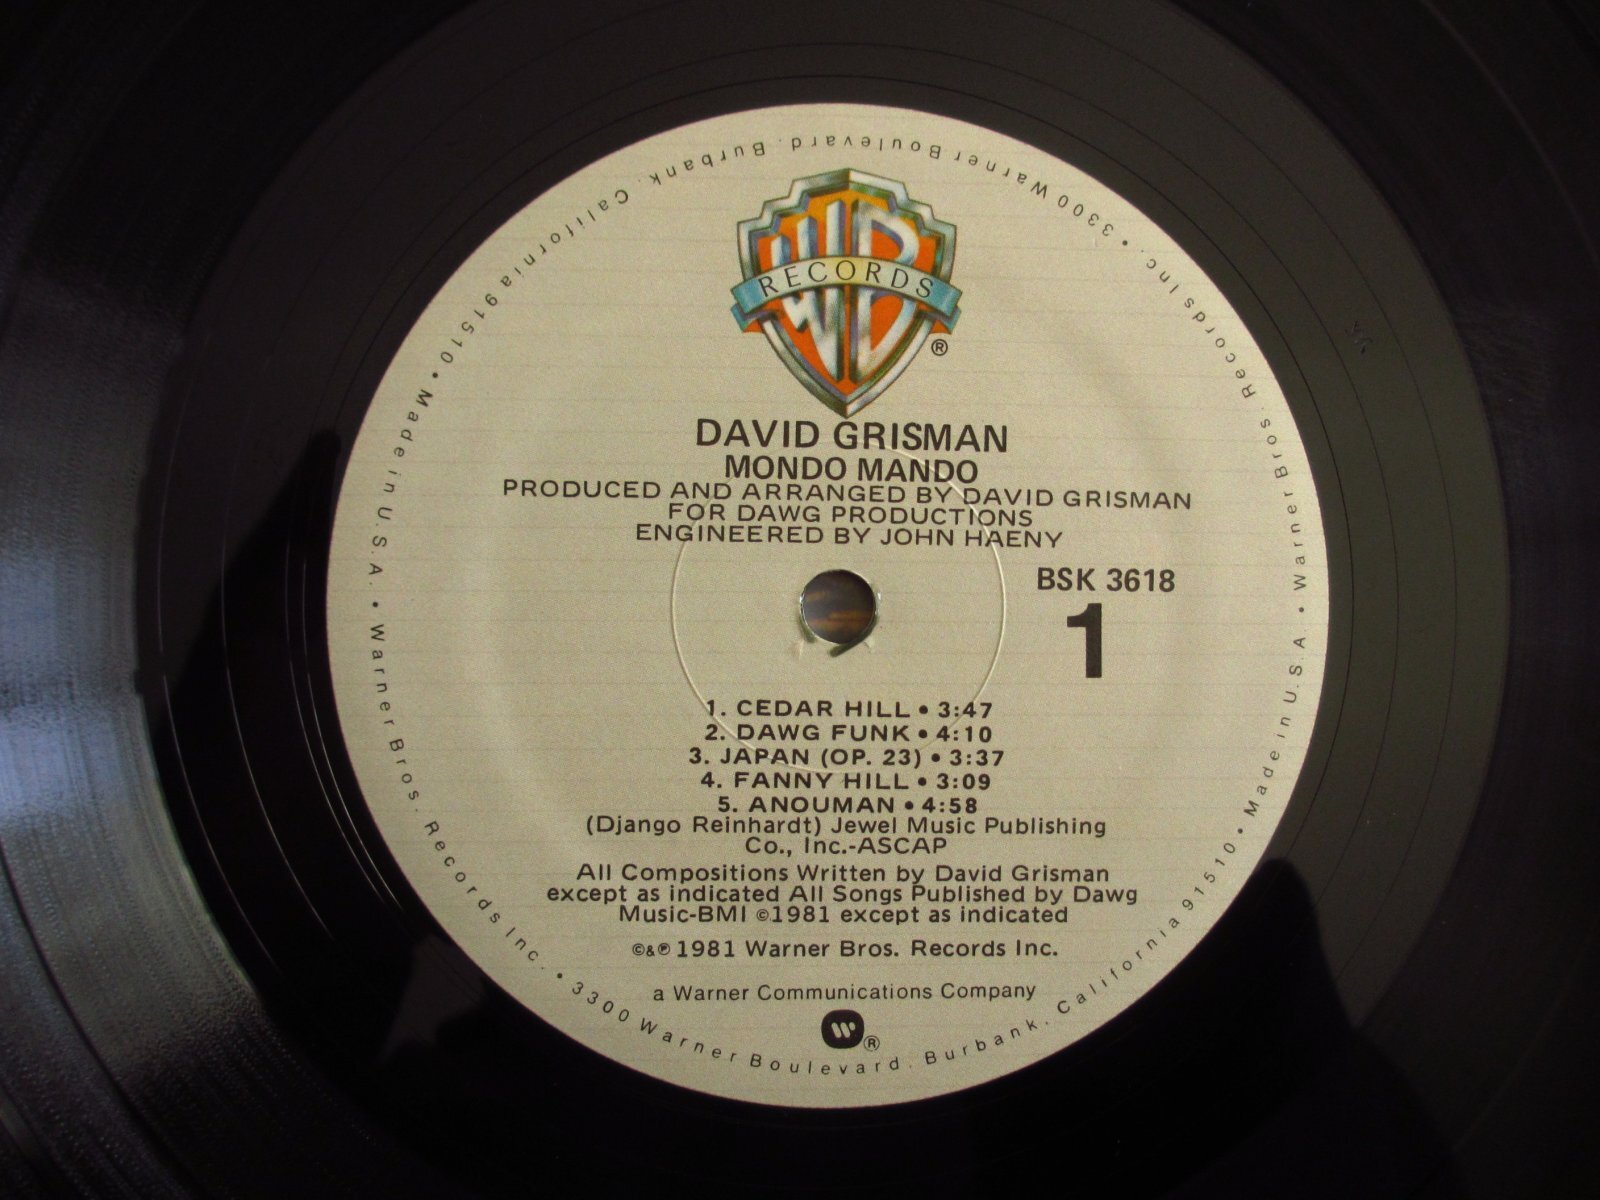 WB
RECORDS
®
DAVID GRISMAN
MONDO MANDO
PRODUCED AND ARRANGED BY DAVID GRISMAN
FOR DAWG PRODUCTIONS
ENGINEERED BY JOHN HAENY
BSK 3618
1
1. CEDAR HILL • 3:47
2. DAWG FUNK • 4:10
3. JAPAN (OP. 23) • 3:37
4. FANNY HILL • 3:09
5. ANOUMAN • 4:58
(Django Reinhardt) Jewel Music Publishing
Co., Inc.-ASCAP
All Compositions Written by David Grisman
except as indicated All Songs Published by Dawg
Music-BMI ©1981 except as indicated
©&℗ 1981 Warner Bros. Records Inc.
a Warner Communications Company
W ®
Made in U.S.A. • Warner Bros. Records Inc. • 3300 Warner Boulevard. Burbank. California 91510 • Made in U.S.A. • Warner Bros. Records Inc. • 3300 Warner Boulevard. Burbank. California 91510 •